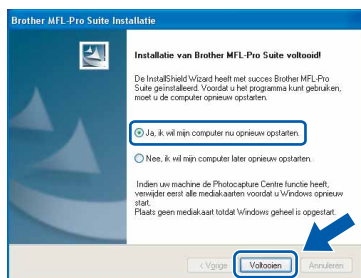 Brother MFL-Pro Suite Installatie
Installatie van Brother MFL-Pro Suite voltooid!
De InstallShield Wizard heeft met succes Brother MFL-Pro
Suite geïnstalleerd. Voordat u het programma kunt gebruiken,
moet u de computer opnieuw opstarten.
Ja, ik wil mijn computer nu opnieuw opstarten.
Nee, ik wil mijn computer later opnieuw opstarten.
Indien uw machine de Photocapture Centre functie heeft,
verwijder eerst alle mediakaarten voordat u Windows opnieuw
start.
Plaats geen mediakaart totdat Windows geheel is opgestart.
< Vorige
Voltooien
Annuleren